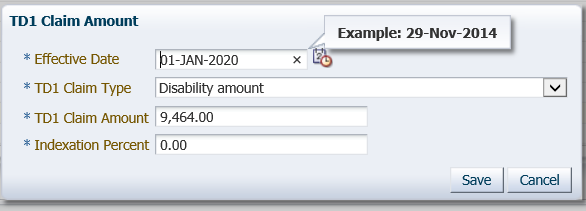 TD1 Claim Amount
Example: 29-Nov-2014
* Effective Date 01-JAN-2020 ×
* TD1 Claim Type Disability amount
* TD1 Claim Amount 9,464.00
* Indexation Percent 0.00
Save Cancel